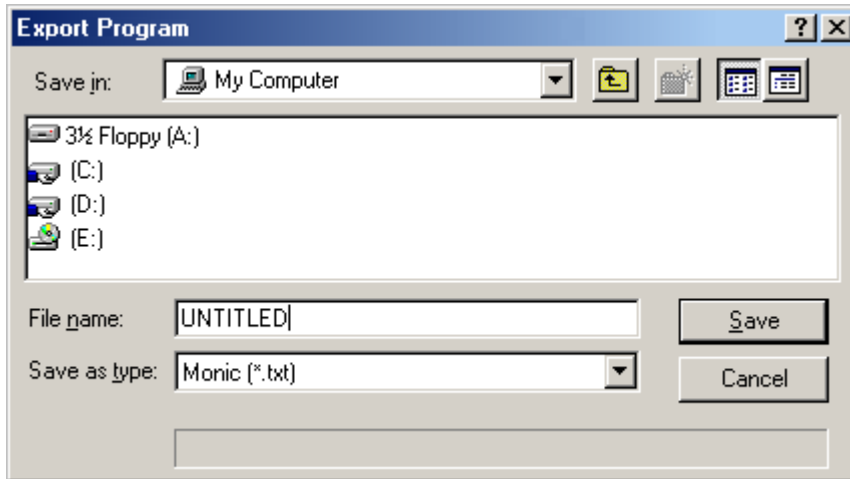 Export Program
Save in: My Computer
3½ Floppy (A:)
(C:)
(D:)
(E:)
File name: UNTITLED
Save
Save as type: Monic (*.txt)
Cancel